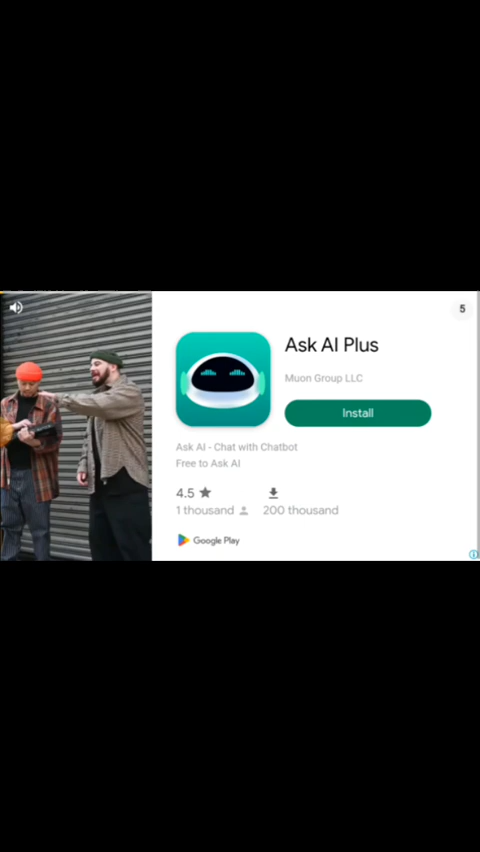 5
Ask AI Plus
Muon Group LLC
Install
Ask AI - Chat with Chatbot
Free to Ask AI
4.5
1 thousand 200 thousand
Google Play